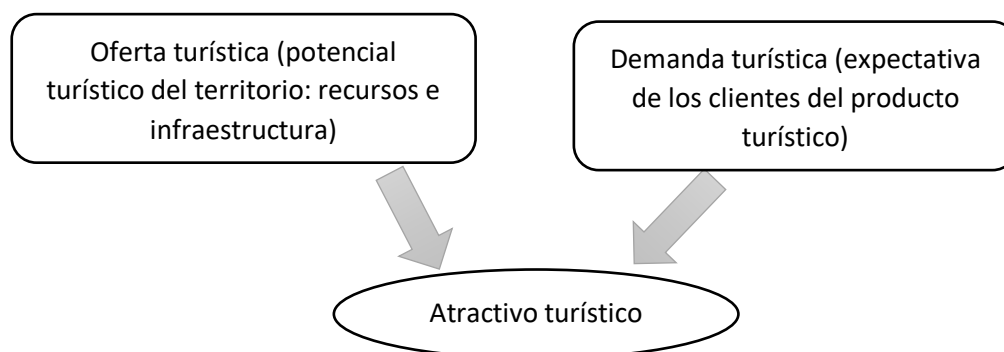 Oferta turística (potencial
turístico del territorio: recursos e
infraestructura)
Demanda turística (expectativa
de los clientes del producto
turístico)
Atractivo turístico